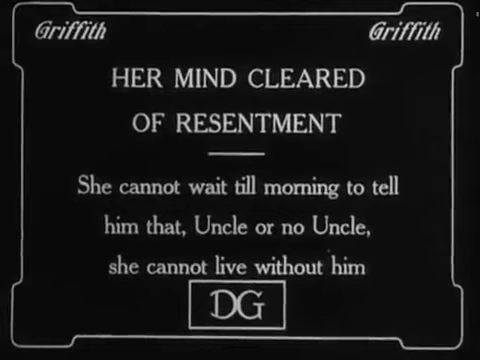 Griffith Griffith
HER MIND CLEARED
OF RESENTMENT
She cannot wait till morning to tell
him that, Uncle or no Uncle,
she cannot live without him
DG